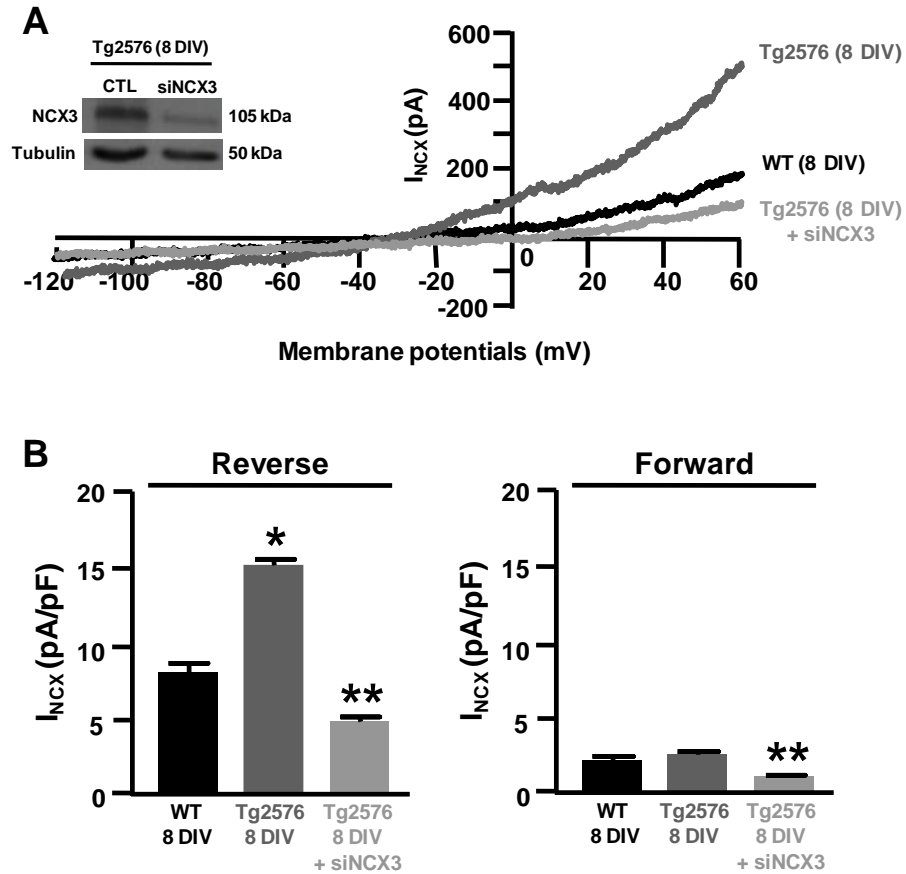 A
Tg2576 (8 DIV)
CTL siNCX3
NCX3 105 kDa
Tubulin 50 kDa
I_NCX (pA)
600
400
200
-200
-120 -100 -80 -60 -40 -20 0 20 40 60
Membrane potentials (mV)
Tg2576 (8 DIV)
WT (8 DIV)
Tg2576 (8 DIV)
+ siNCX3
B
Reverse
I_NCX (pA/pF)
20
15
10
5
0
*
**
WT
8 DIV
Tg2576
8 DIV
Tg2576
8 DIV
+ siNCX3
Forward
I_NCX (pA/pF)
20
15
10
5
0
**
WT
8 DIV
Tg2576
8 DIV
Tg2576
8 DIV
+ siNCX3